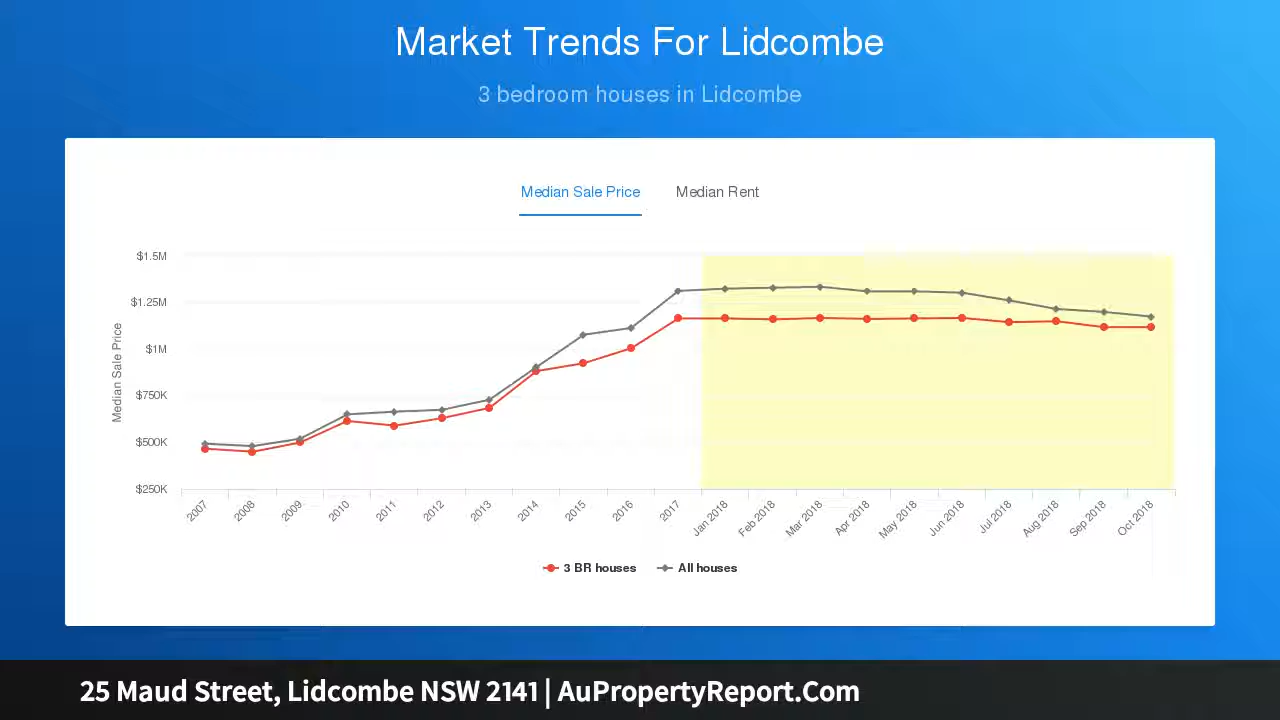 Market Trends For Lidcombe
3 bedroom houses in Lidcombe
Median Sale Price
Median Rent
$1.5M
$1.25M
$1M
$750K
$500K
$250K
Median Sale Price
2007
2008
2009
2010
2011
2012
2013
2014
2015
2016
2017
Jan 2018
Feb 2018
Mar 2018
Apr 2018
May 2018
Jun 2018
Jul 2018
Aug 2018
Sep 2018
Oct 2018
3 BR houses
All houses
25 Maud Street, Lidcombe NSW 2141 | AuPropertyReport.Com